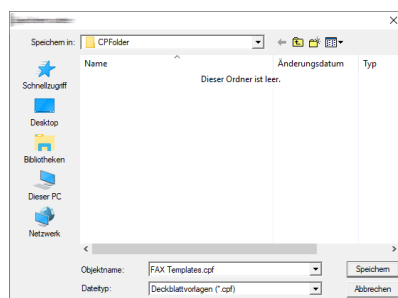 Speichern in: CPFolder
Name Änderungsdatum Typ
Dieser Ordner ist leer.
Schnellzugriff
Desktop
Bibliotheken
Dieser PC
Netzwerk
Objektname: FAX Templates.cpf Speichern
Dateityp: Deckblattvorlagen (*.cpf) Abbrechen